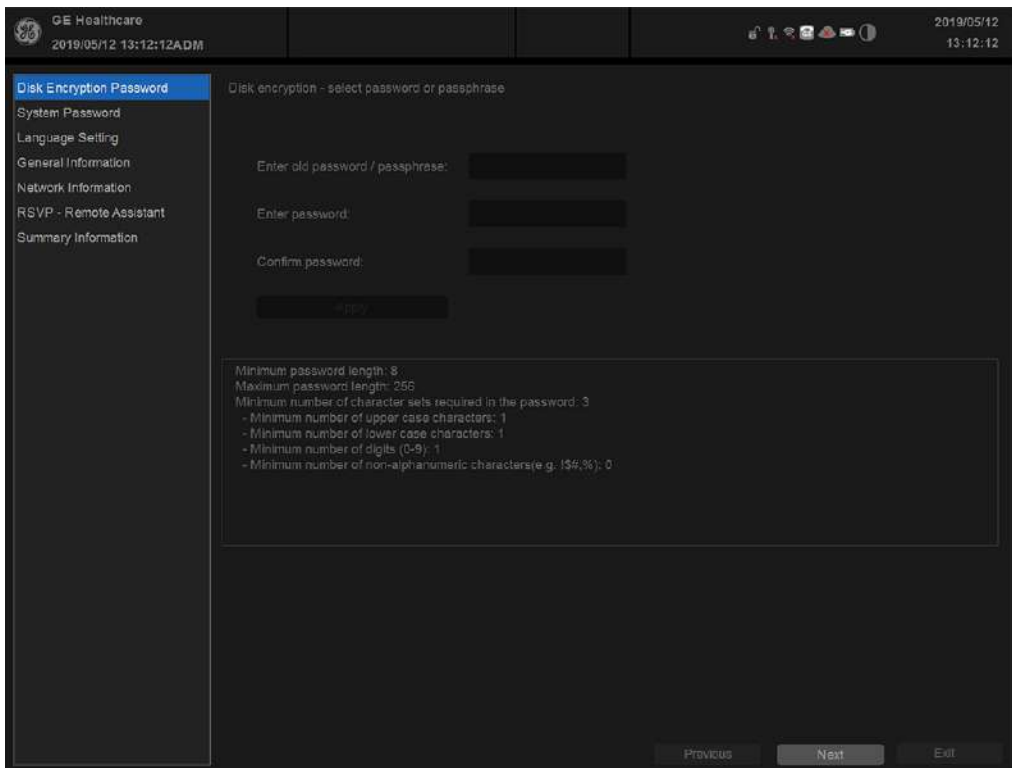 GE Healthcare
2019/05/12 13:12:12ADM
2019/05/12
13:12:12
Disk Encryption Password
System Password
Language Setting
General Information
Network Information
RSVP - Remote Assistant
Summary Information
Disk encryption - select password or passphrase
Enter old password / passphrase:
Enter password:
Confirm password:
Apply
Minimum password length: 8
Maximum password length: 256
Minimum number of character sets required in the password: 3
- Minimum number of upper case characters: 1
- Minimum number of lower case characters: 1
- Minimum number of digits (0-9): 1
- Minimum number of non-alphanumeric characters(e.g. !$#,%): 0
Previous
Next
Exit